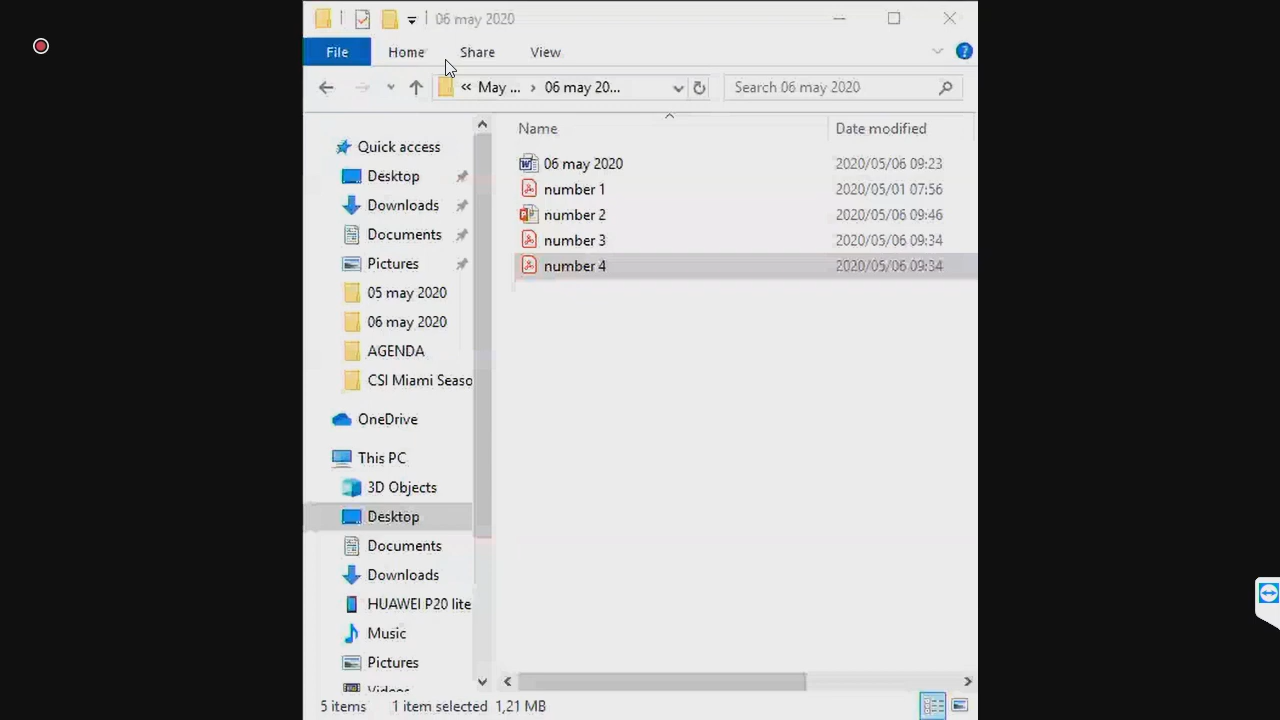 06 may 2020
File Home Share View
« May ... › 06 may 20...
Search 06 may 2020
Name Date modified
06 may 2020 2020/05/06 09:23
number 1 2020/05/01 07:56
number 2 2020/05/06 09:46
number 3 2020/05/06 09:34
number 4 2020/05/06 09:34
Quick access
Desktop
Downloads
Documents
Pictures
05 may 2020
06 may 2020
AGENDA
CSI Miami Seaso
OneDrive
This PC
3D Objects
Desktop
Documents
Downloads
HUAWEI P20 lite
Music
Pictures
Videos
5 items 1 item selected 1,21 MB